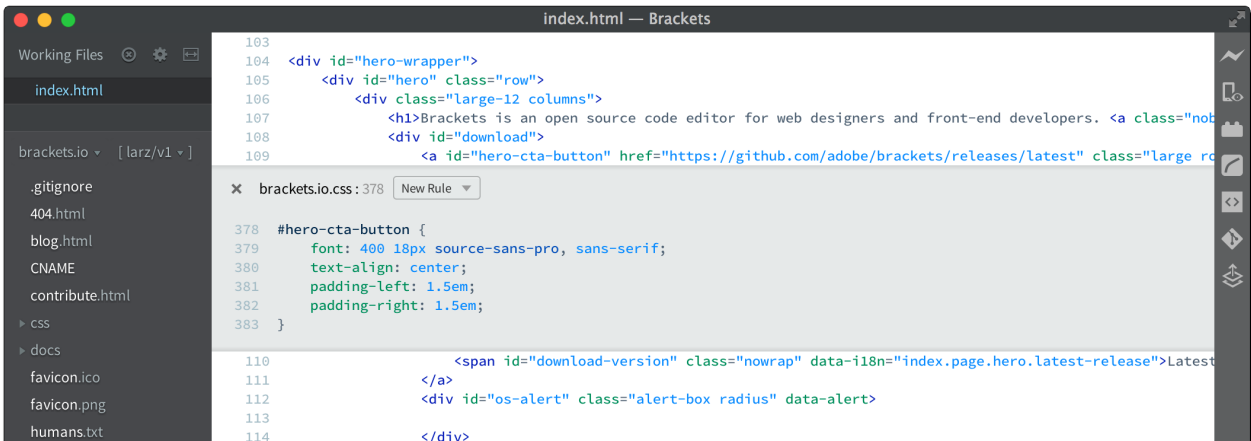 index.html — Brackets
Working Files
index.html
brackets.io
[ larz/v1 ]
.gitignore
404.html
blog.html
CNAME
contribute.html
css
docs
favicon.ico
favicon.png
humans.txt
103
104 <div id="hero-wrapper">
105 <div id="hero" class="row">
106 <div class="large-12 columns">
107 <h1>Brackets is an open source code editor for web designers and front-end developers. <a class="nob
108 <div id="download">
109 <a id="hero-cta-button" href="https://github.com/adobe/brackets/releases/latest" class="large ro
× brackets.io.css : 378 New Rule
378 #hero-cta-button {
379 font: 400 18px source-sans-pro, sans-serif;
380 text-align: center;
381 padding-left: 1.5em;
382 padding-right: 1.5em;
383 }
110 <span id="download-version" class="nowrap" data-i18n="index.page.hero.latest-release">Latest
111 </a>
112 <div id="os-alert" class="alert-box radius" data-alert>
113
114 </div>